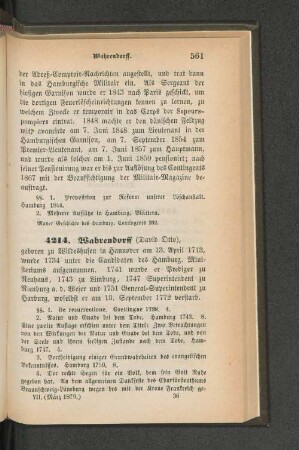 Wahrendorff. 561
der Adreß-Comptoir-Nachrichten angestellt, und trat dann
in das Hamburgische Militair ein. Als Sergeant der
hiesigen Garnison wurde er 1843 nach Paris geschickt, um
die dortigen Feuerlöscheinrichtungen kennen zu lernen, zu
welchem Zwecke er temporair in das Corps der Sapeurs-
pompiers eintrat. 1848 machte er den dänischen Feldzug
mit, avancirte am 7. Juni 1848 zum Lieutenant in der
Hamburgischen Garnison, am 7. September 1854 zum
Premier-Lieutenant, am 7. Juni 1857 zum Hauptmann,
und wurde als solcher am 1. Juni 1859 pensionirt; nach
seiner Pensionirung war er bis zur Auflösung des Contingents
1867 mit der Beaufsichtigung der Militair-Magazine be-
auftragt.
§§. 1. Proposition zur Reform unserer Löschanstalt.
Hamburg 1844.
2. Mehrere Aufsätze in Hamburg. Blättern.
Geschichte des Hamburg. Contingents
4214. Wahrendorff (David Otto),
geboren zu Wildeshusen in Hannover am 13. April 1712,
wurde 1734 unter die Candidaten des Hamburg. Mini-
steriums aufgenommen. 1741 wurde er Prediger zu
Neuhaus, 1743 zu Limburg, 1747 Superintendent zu
Nienburg a. d. Weser und 1751 General-Superintendent zu
Harburg, woselbst er am 10. September 1772 verstarb.
§§. 1. De resurrectione. Goettingae 1739. 4.
2. Natur und Gnade bei dem Tode. Hamburg 1743. 8.
Eine zweite Auflage erschien unter dem Titel: Zwo Betrachtungen
von den Wirkungen der Natur und Gnade bei dem Tode, und von
der Seele und ihrem seeligen Zustande nach dem Tode. Ham-
burg 1747. 4.
3. Vertheidigung einiger Grundwahrheiten des evangelischen
Bekenntnisses. Hamburg 1750. 8.
4. Der rechte Segen für ein Volk, dem sein Gott Ruhe
gegeben hat. An dem allgemeinen Dankfeste des Churfürstenthums
Braunschweig-Lüneburg wegen des mit der Krone Frankreich ge-
VII. (März 1879.) 36